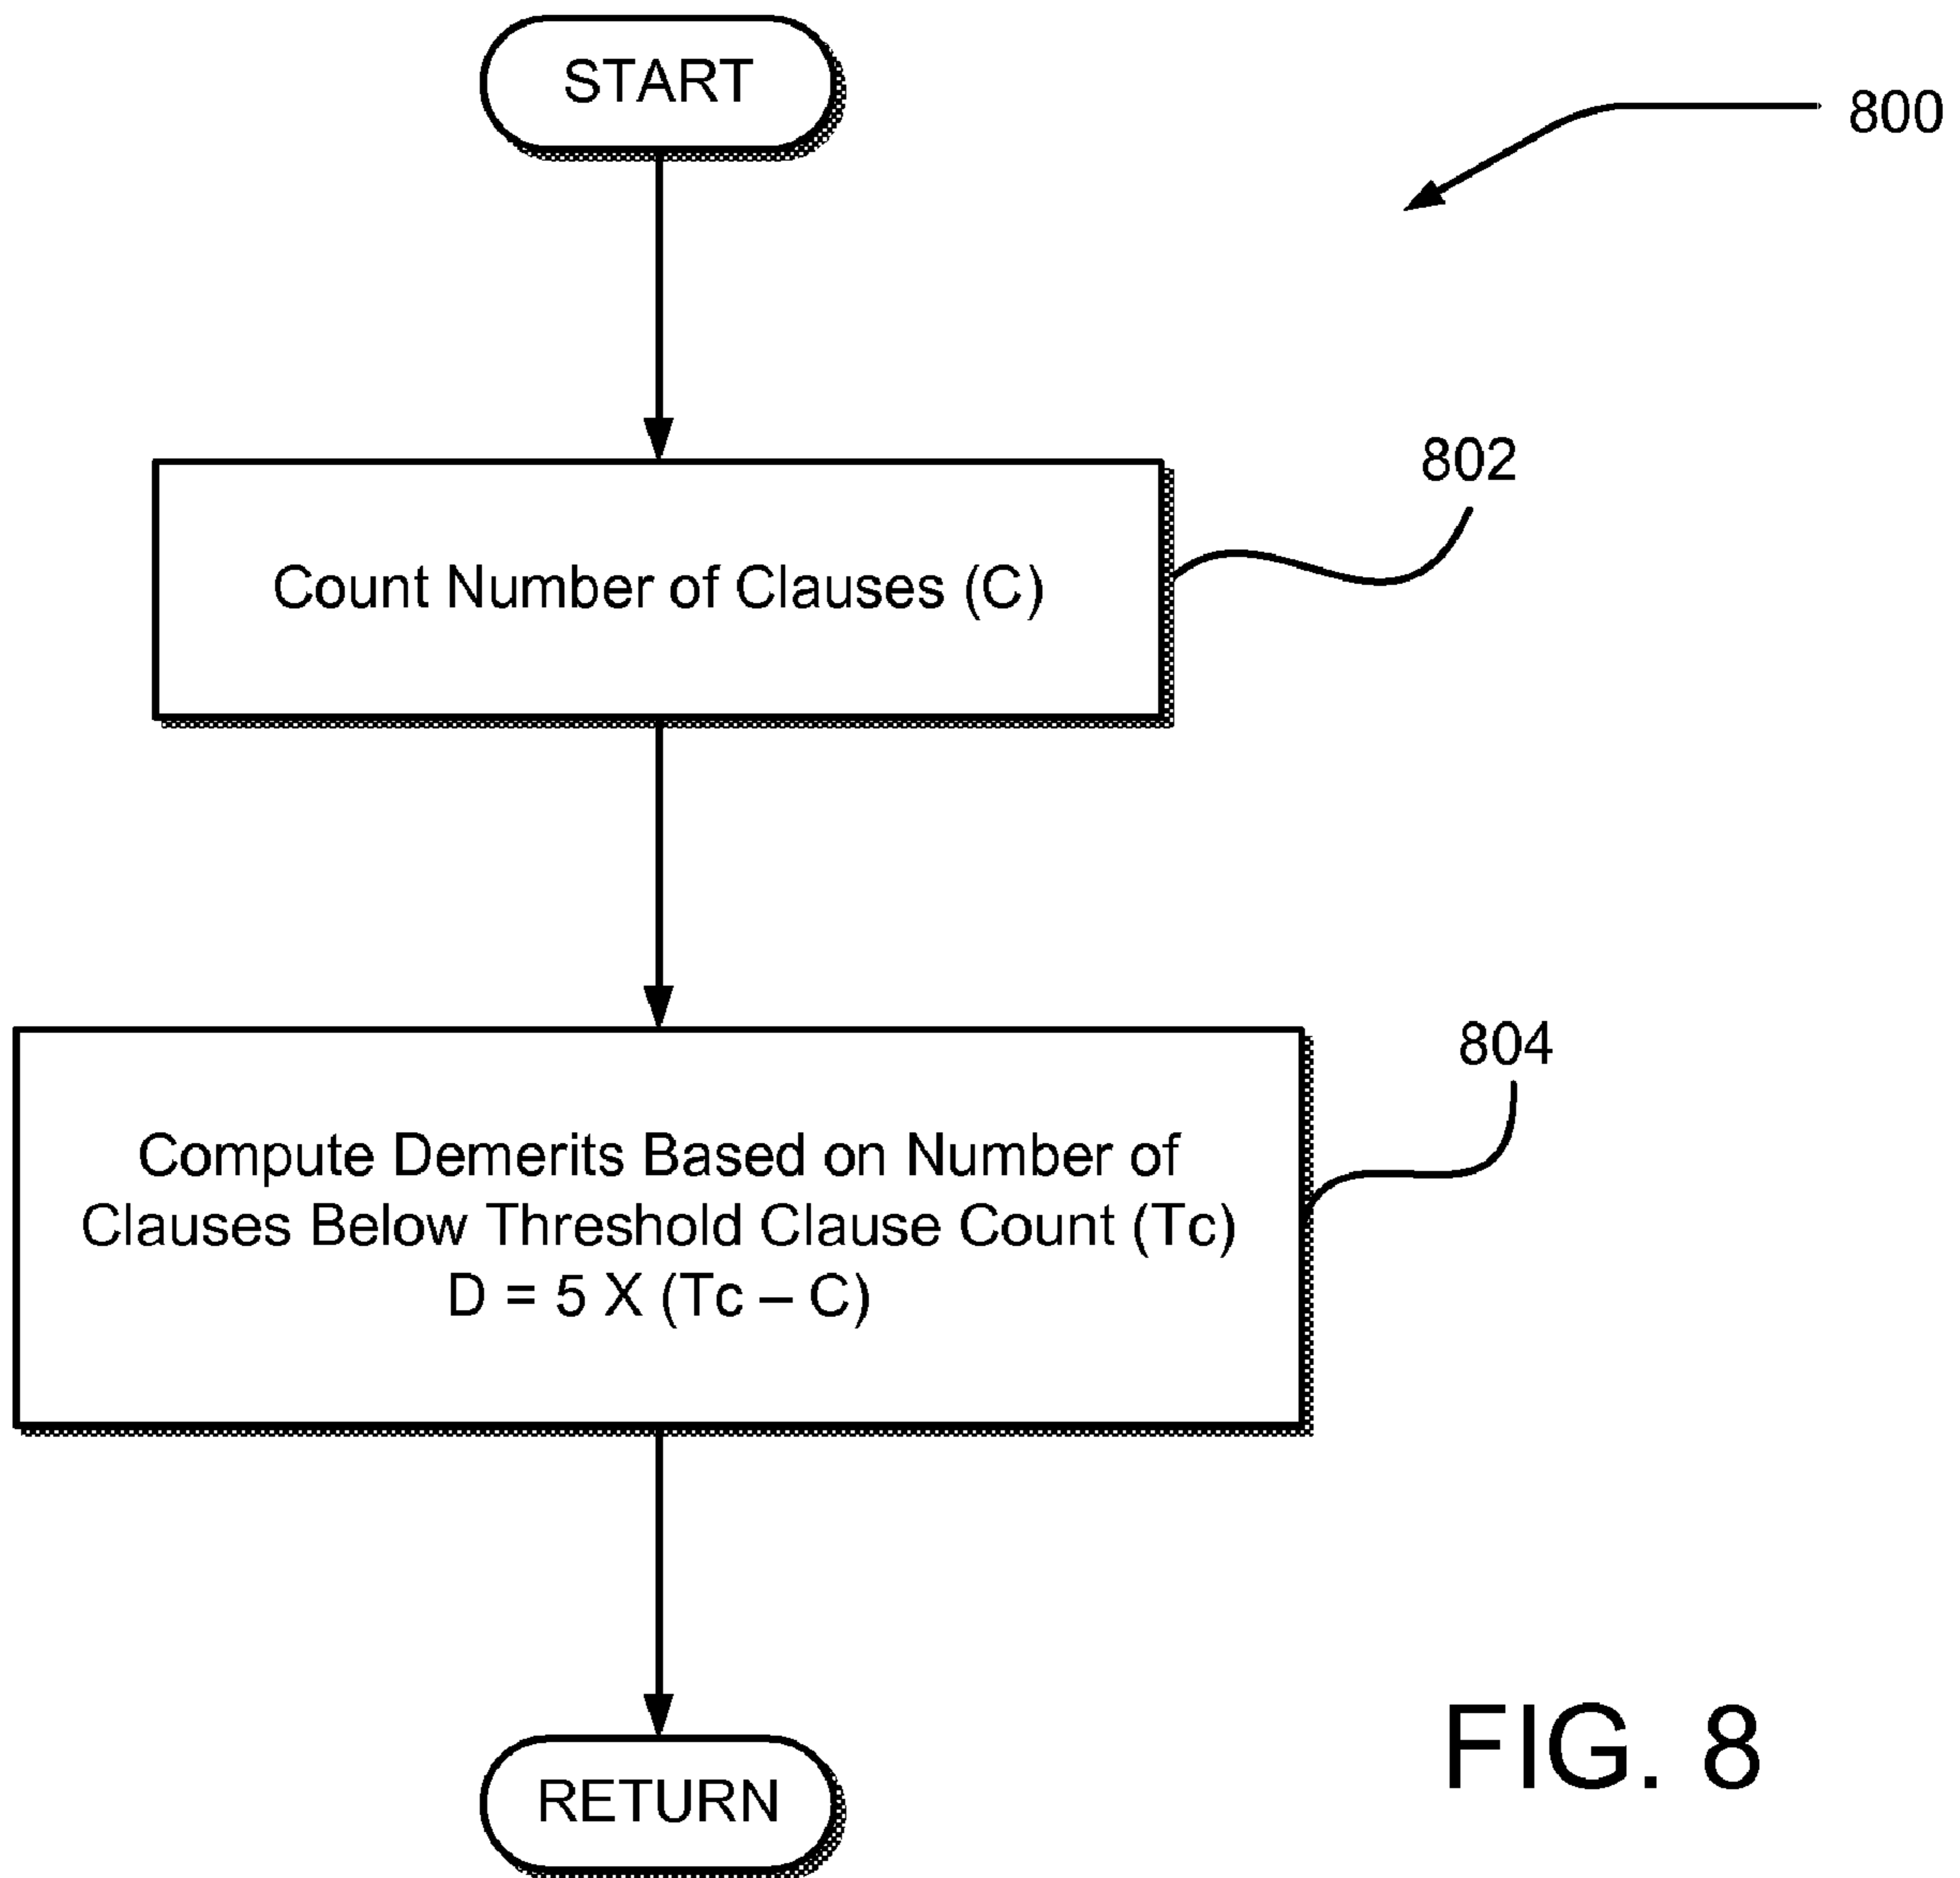 START
800
802
Count Number of Clauses (C)
804
Compute Demerits Based on Number of
Clauses Below Threshold Clause Count (Tc)
D = 5 X (Tc – C)
RETURN
FIG. 8